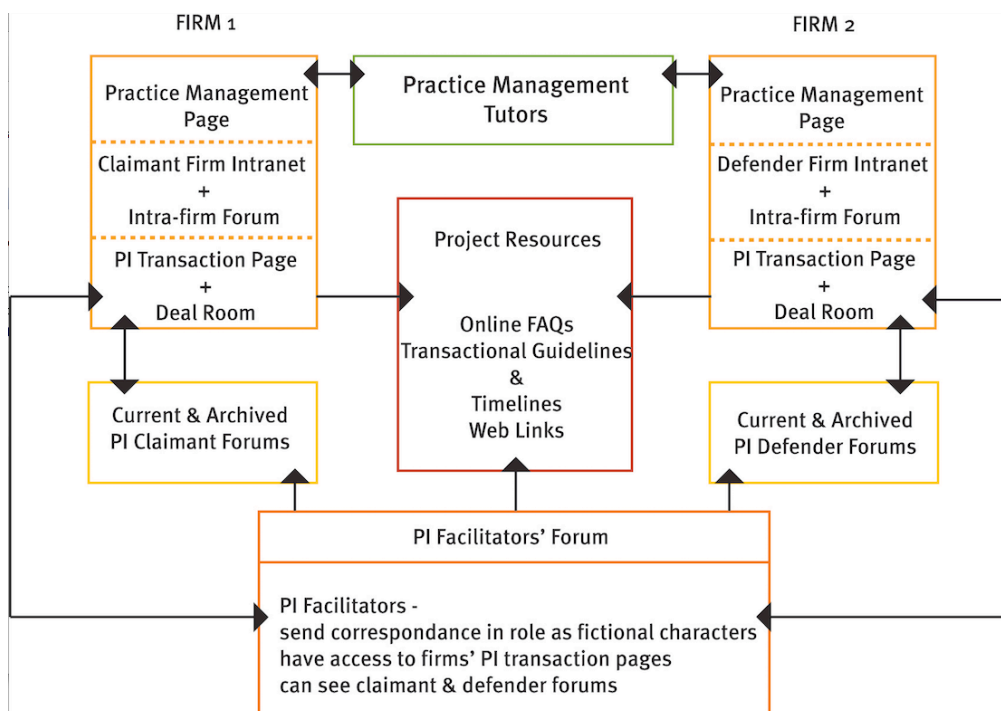 FIRM 1
FIRM 2
Practice Management
Page
Claimant Firm Intranet
+
Intra-firm Forum
PI Transaction Page
+
Deal Room
Practice Management
Tutors
Practice Management
Page
Defender Firm Intranet
+
Intra-firm Forum
PI Transaction Page
+
Deal Room
Project Resources
Online FAQs
Transactional Guidelines
&
Timelines
Web Links
Current & Archived
PI Claimant Forums
Current & Archived
PI Defender Forums
PI Facilitators’ Forum
PI Facilitators -
send correspondance in role as fictional characters
have access to firms’ PI transaction pages
can see claimant & defender forums